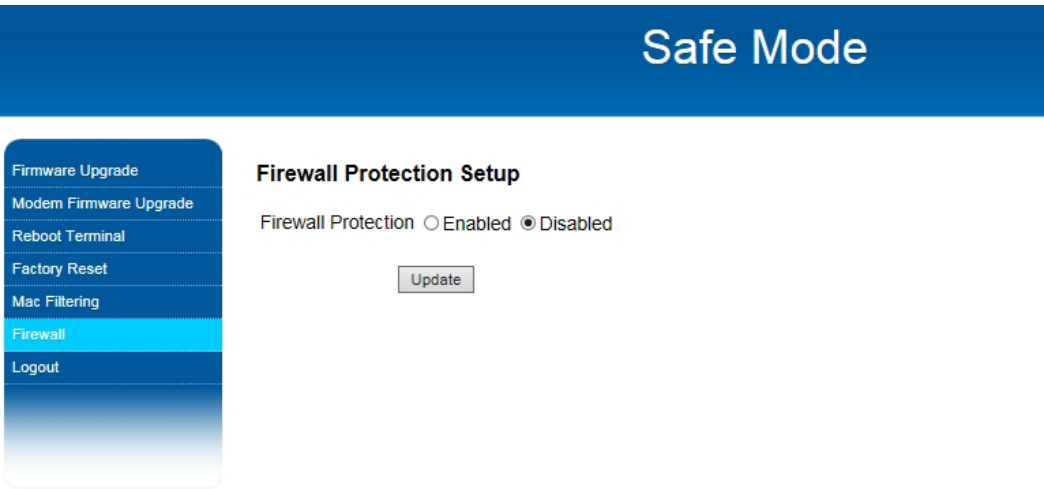 Safe Mode
Firmware Upgrade
Modem Firmware Upgrade
Reboot Terminal
Factory Reset
Mac Filtering
Firewall
Logout
Firewall Protection Setup
Firewall Protection Enabled Disabled
Update